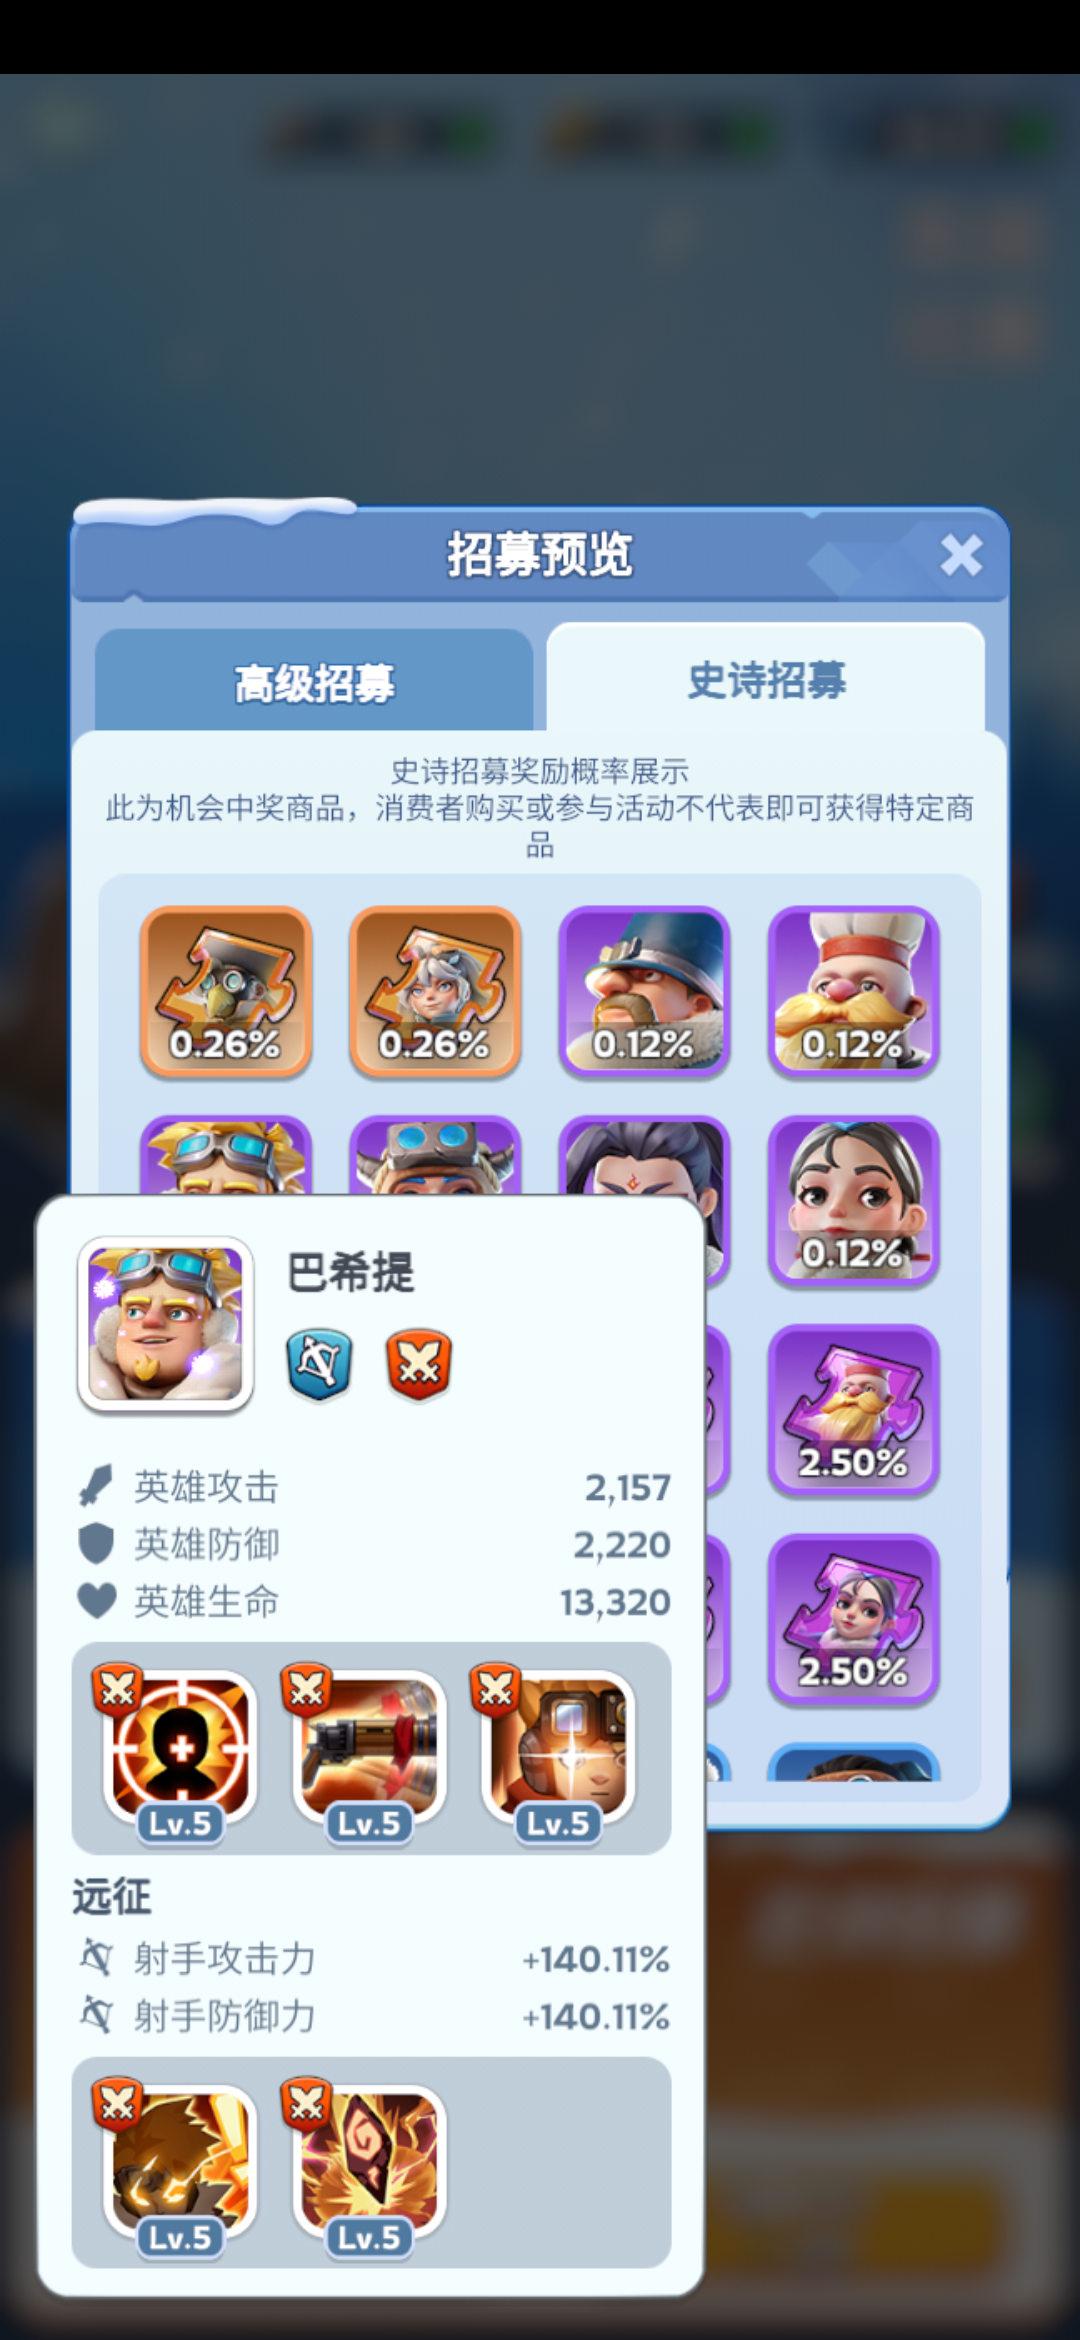 招募预览
高级招募
史诗招募
史诗招募奖励概率展示
此为机会中奖商品，消费者购买或参与活动不代表即可获得特定商
品
0.26%
0.26%
0.12%
0.12%
0.12%
2.50%
2.50%
巴希提
英雄攻击 2,157
英雄防御 2,220
英雄生命 13,320
Lv.5
Lv.5
Lv.5
远征
射手攻击力 +140.11%
射手防御力 +140.11%
Lv.5
Lv.5